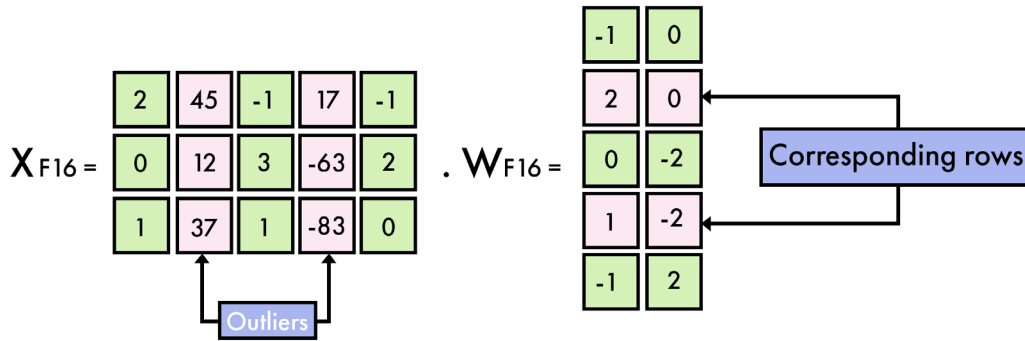 X F16 =
2 45 -1 17 -1
0 12 3 -63 2
1 37 1 -83 0
Outliers
. W F16 =
-1 0
2 0
0 -2
1 -2
-1 2
Corresponding rows